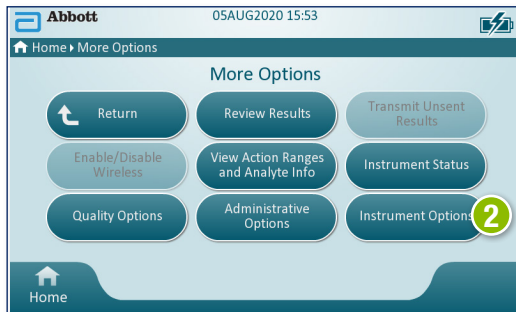 Abbott
05AUG2020 15:53
Home ▸ More Options
More Options
Return
Review Results
Transmit Unsent
Results
Enable/Disable
Wireless
View Action Ranges
and Analyte Info
Instrument Status
Quality Options
Administrative
Options
Instrument Options
2
Home